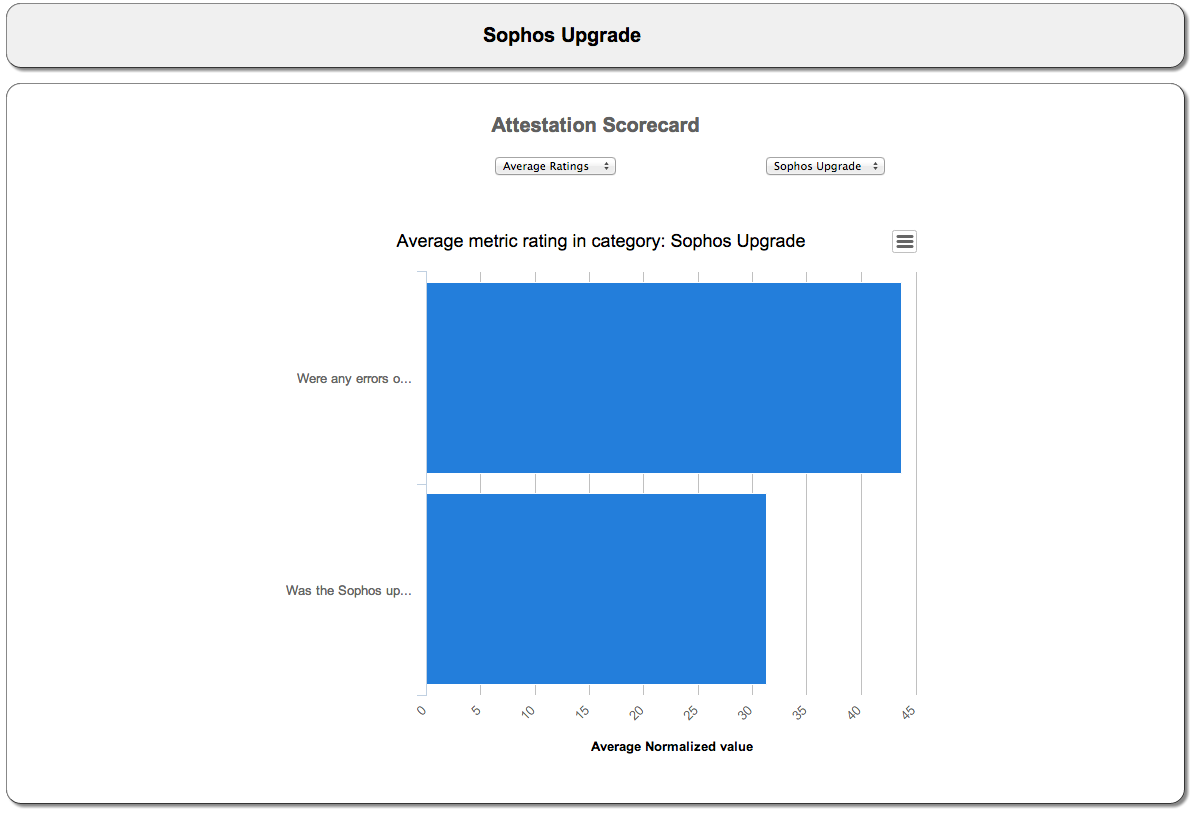 Sophos Upgrade
Attestation Scorecard
Average Ratings
Sophos Upgrade
Average metric rating in category: Sophos Upgrade
Were any errors o...
Was the Sophos up...
0 5 10 15 20 25 30 35 40 45
Average Normalized value